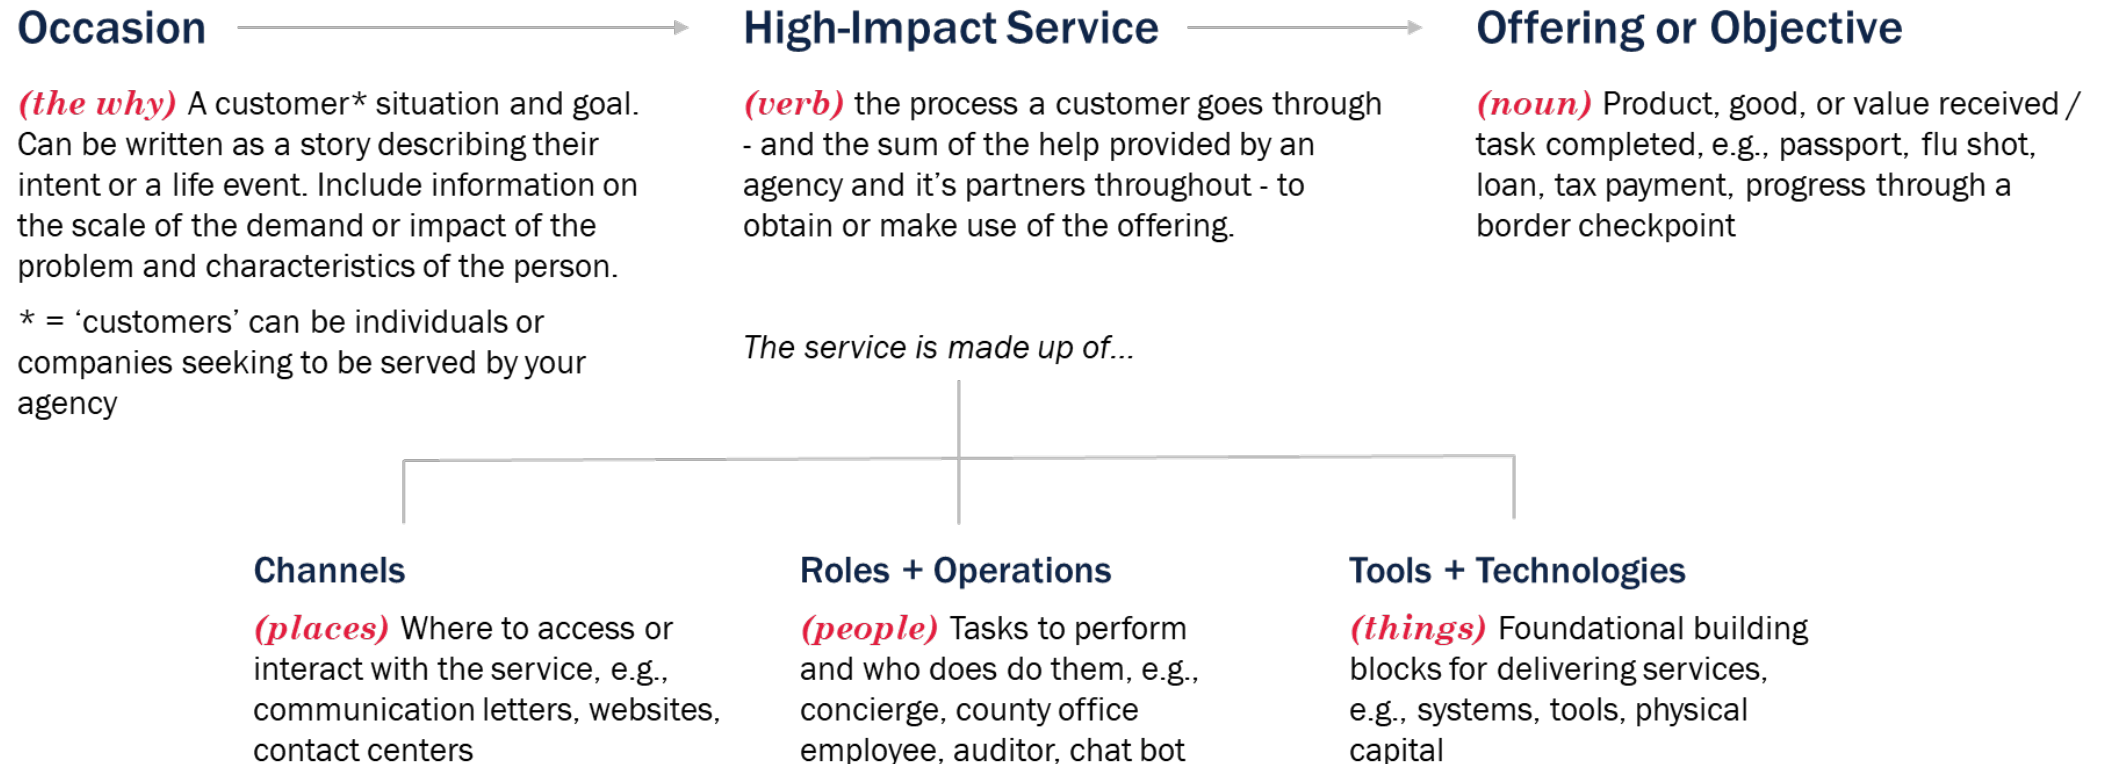 Occasion
High-Impact Service
Offering or Objective
(the why) A customer* situation and goal.
Can be written as a story describing their
intent or a life event. Include information on
the scale of the demand or impact of the
problem and characteristics of the person.
* = ‘customers’ can be individuals or
companies seeking to be served by your
agency
(verb) the process a customer goes through
- and the sum of the help provided by an
agency and it’s partners throughout - to
obtain or make use of the offering.
(noun) Product, good, or value received /
task completed, e.g., passport, flu shot,
loan, tax payment, progress through a
border checkpoint
The service is made up of...
Channels
(places) Where to access or
interact with the service, e.g.,
communication letters, websites,
contact centers
Roles + Operations
(people) Tasks to perform
and who does do them, e.g.,
concierge, county office
employee, auditor, chat bot
Tools + Technologies
(things) Foundational building
blocks for delivering services,
e.g., systems, tools, physical
capital